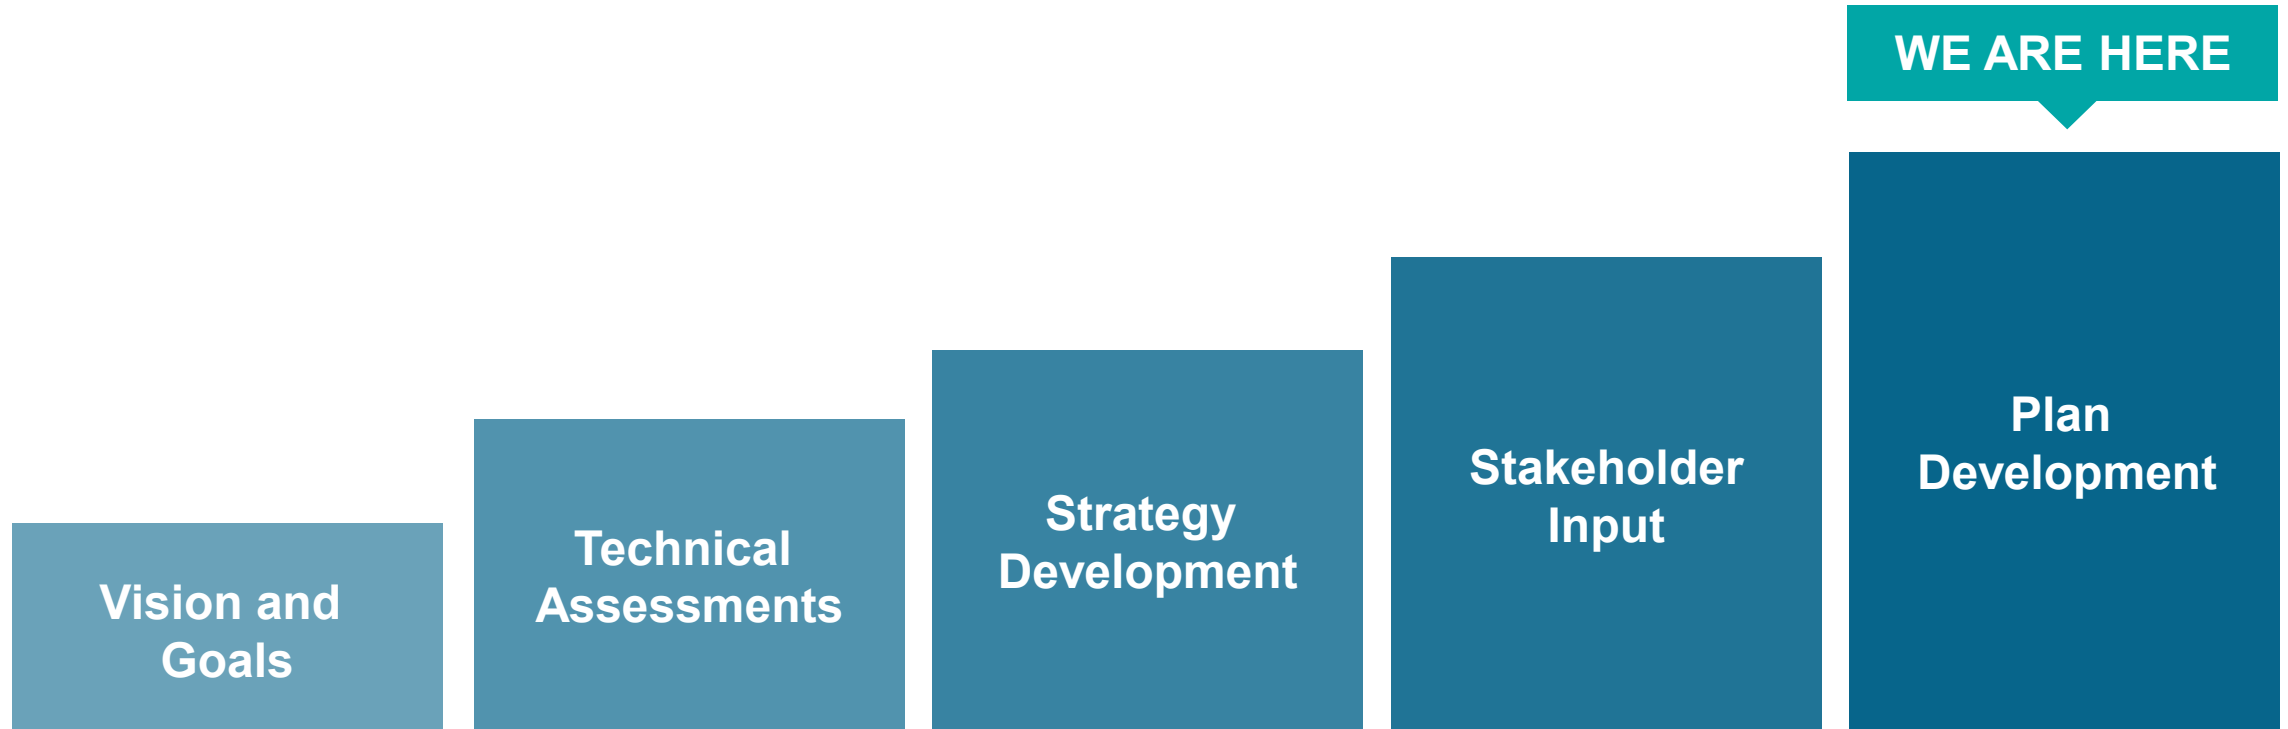 WE ARE HERE
Vision and
Goals
Technical
Assessments
Strategy
Development
Stakeholder
Input
Plan
Development